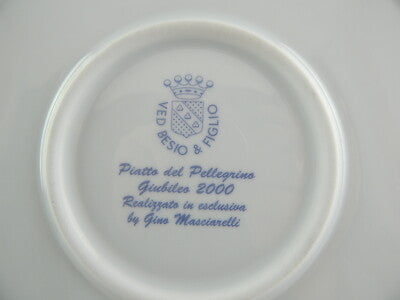 VED BESIO & FIGLIO
Piatto del Pellegrino
Giubileo 2000
Realizzato in esclusiva
by Gino Masciarelli